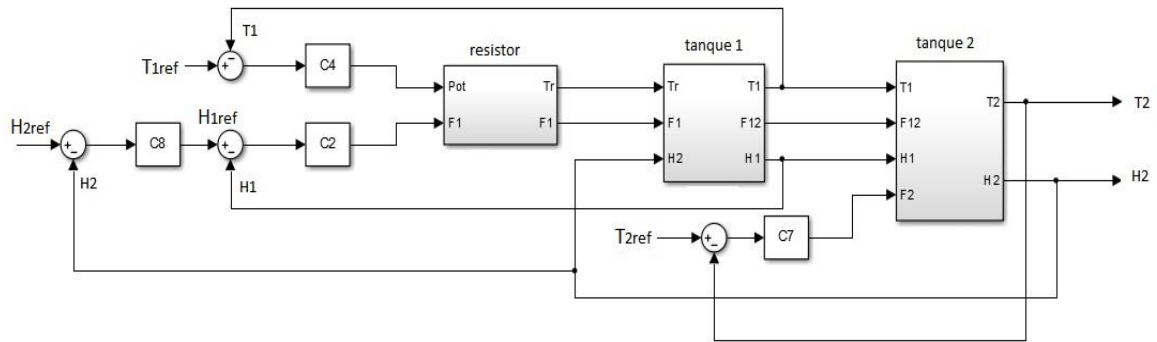 T1
T1ref
C4
resistor
Pot
Tr
F1
F1
tanque 1
Tr
T1
F1
F12
H2
H1
tanque 2
T1
T2
F12
H1
H2
F2
T2
H2
H2ref
C8
H1ref
C2
H2
H1
T2ref
C7